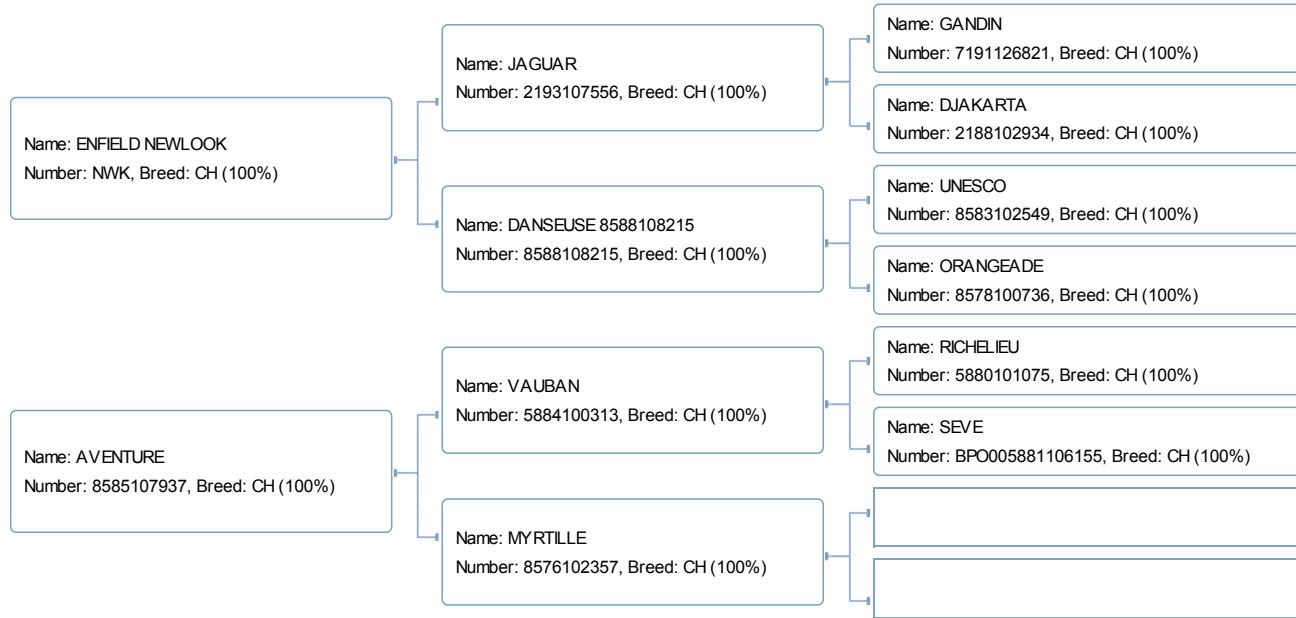 Name: ENFIELD NEWLOOK
Number: NWK, Breed: CH (100%)
Name: AVENTURE
Number: 8585107937, Breed: CH (100%)
Name: JAGUAR
Number: 2193107556, Breed: CH (100%)
Name: DANSEUSE 8588108215
Number: 8588108215, Breed: CH (100%)
Name: VAUBAN
Number: 5884100313, Breed: CH (100%)
Name: MYRTILLE
Number: 8576102357, Breed: CH (100%)
Name: GANDIN
Number: 7191126821, Breed: CH (100%)
Name: DJAKARTA
Number: 2188102934, Breed: CH (100%)
Name: UNESCO
Number: 8583102549, Breed: CH (100%)
Name: ORANGEADE
Number: 8578100736, Breed: CH (100%)
Name: RICHELIEU
Number: 5880101075, Breed: CH (100%)
Name: SEVE
Number: BPO005881106155, Breed: CH (100%)